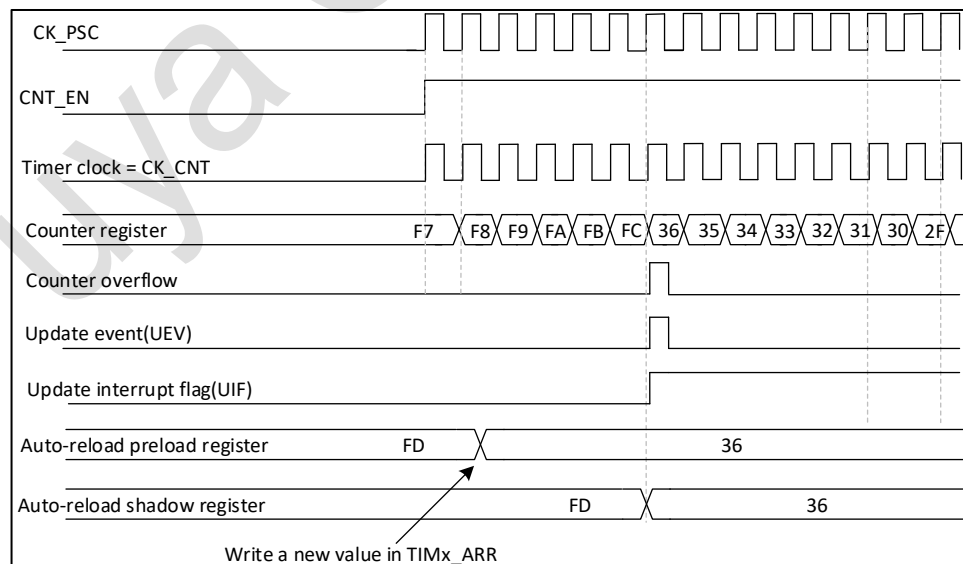 CK_PSC
CNT_EN
Timer clock = CK_CNT
Counter register F7 F8 F9 FA FB FC 36 35 34 33 32 31 30 2F
Counter overflow
Update event(UEV)
Update interrupt flag(UIF)
Auto-reload preload register FD 36
Auto-reload shadow register FD 36
Write a new value in TIMx_ARR
uya